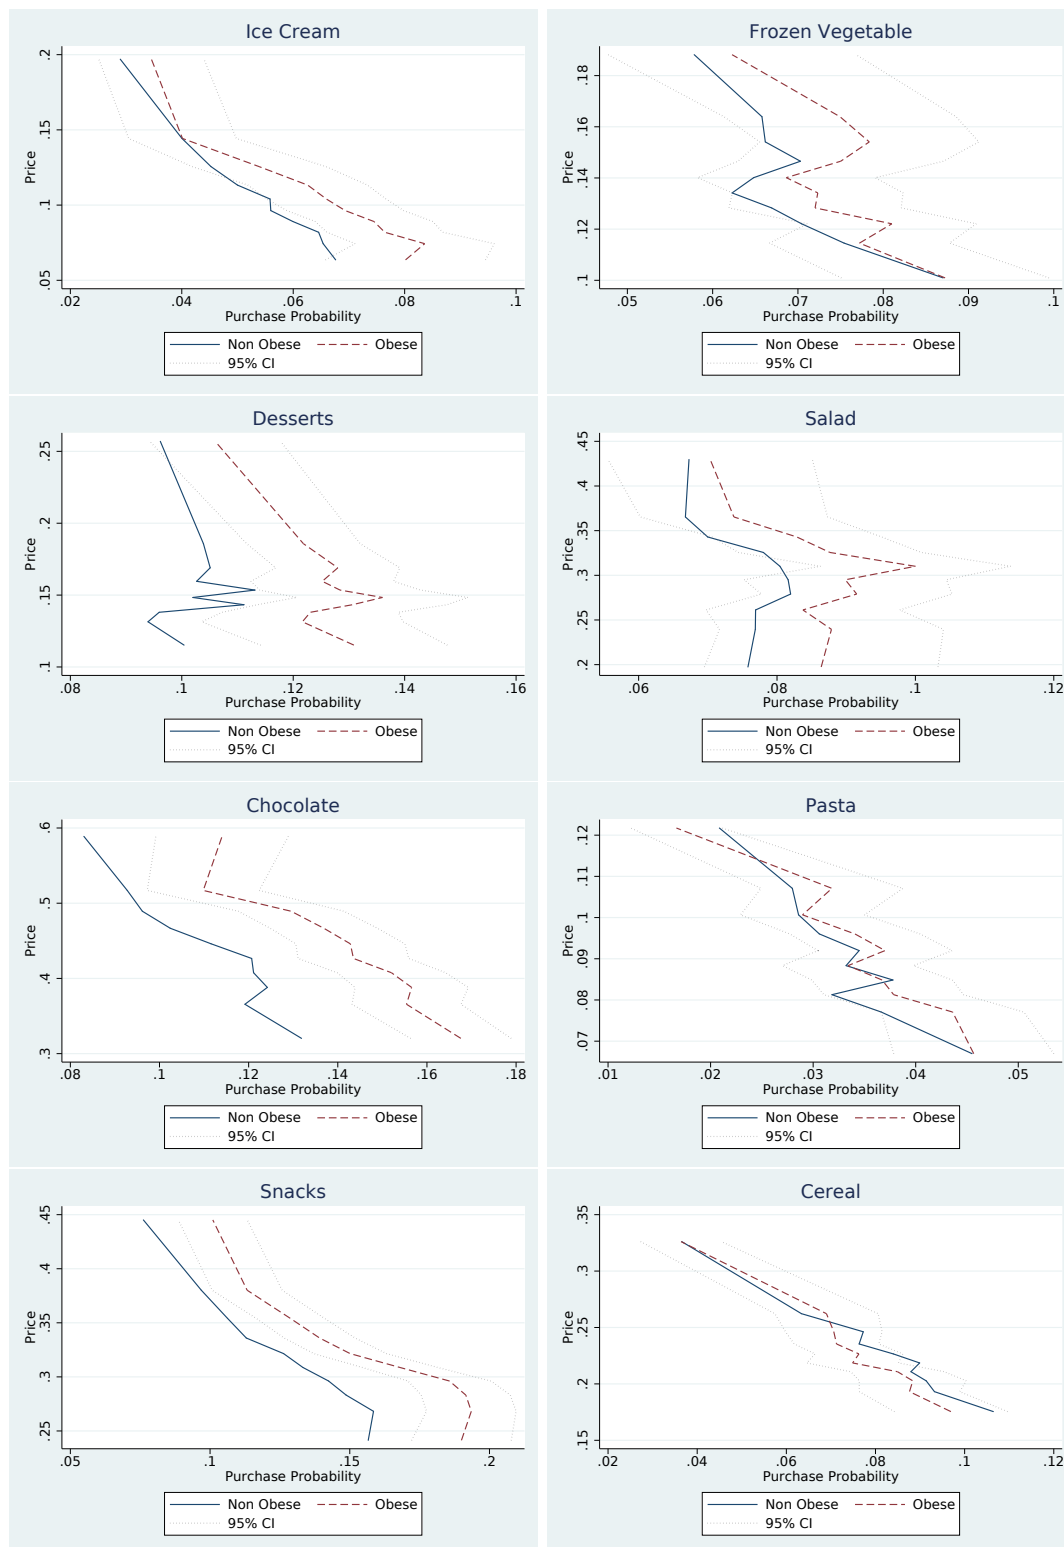 Ice Cream
Price
.2
.15
.1
.05
.02 .04 .06 .08 .1
Purchase Probability
Non Obese Obese
95% CI
Frozen Vegetable
Price
.18
.16
.14
.12
.1
.05 .06 .07 .08 .09 .1
Purchase Probability
Non Obese Obese
95% CI
Desserts
Price
.25
.2
.15
.1
.08 .1 .12 .14 .16
Purchase Probability
Non Obese Obese
95% CI
Salad
Price
.45
.4
.35
.3
.25
.2
.06 .08 .1 .12
Purchase Probability
Non Obese Obese
95% CI
Chocolate
Price
.6
.5
.4
.3
.08 .1 .12 .14 .16 .18
Purchase Probability
Non Obese Obese
95% CI
Pasta
Price
.12
.11
.1
.09
.08
.07
.01 .02 .03 .04 .05
Purchase Probability
Non Obese Obese
95% CI
Snacks
Price
.45
.4
.35
.3
.25
.05 .1 .15 .2
Purchase Probability
Non Obese Obese
95% CI
Cereal
Price
.35
.3
.25
.2
.15
.02 .04 .06 .08 .1 .12
Purchase Probability
Non Obese Obese
95% CI